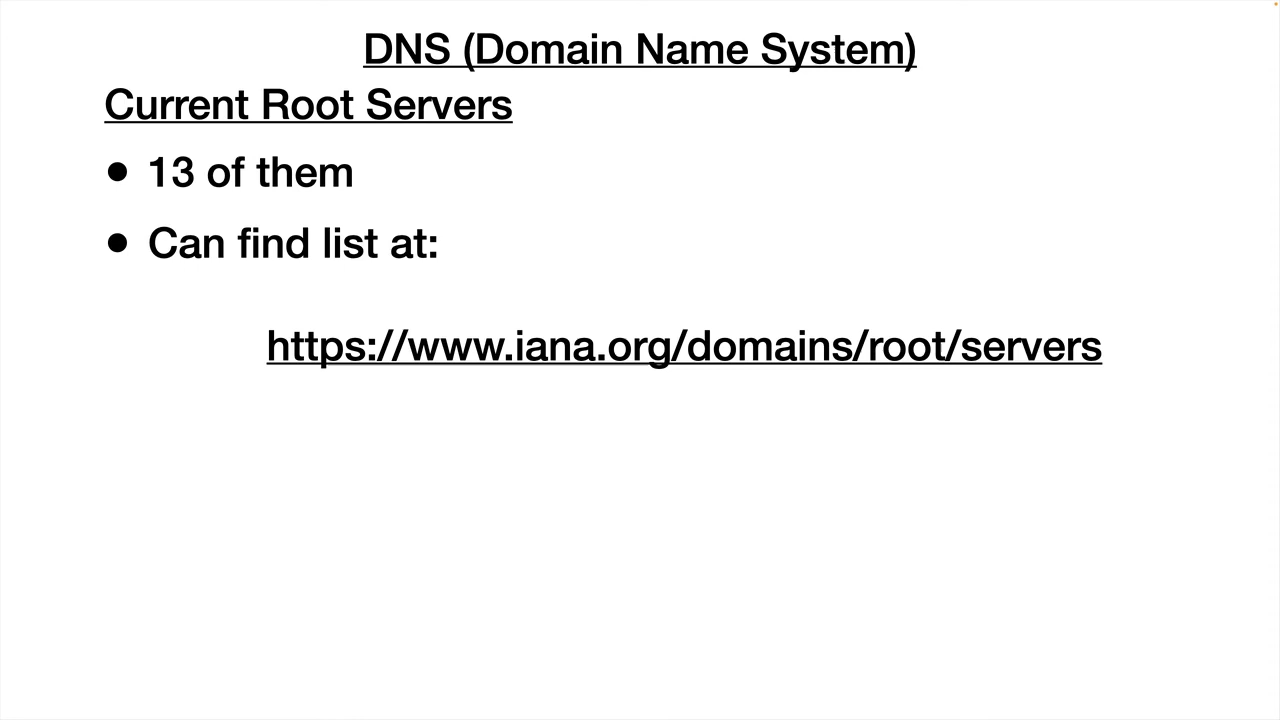 DNS (Domain Name System)
Current Root Servers
• 13 of them
• Can find list at:
https://www.iana.org/domains/root/servers